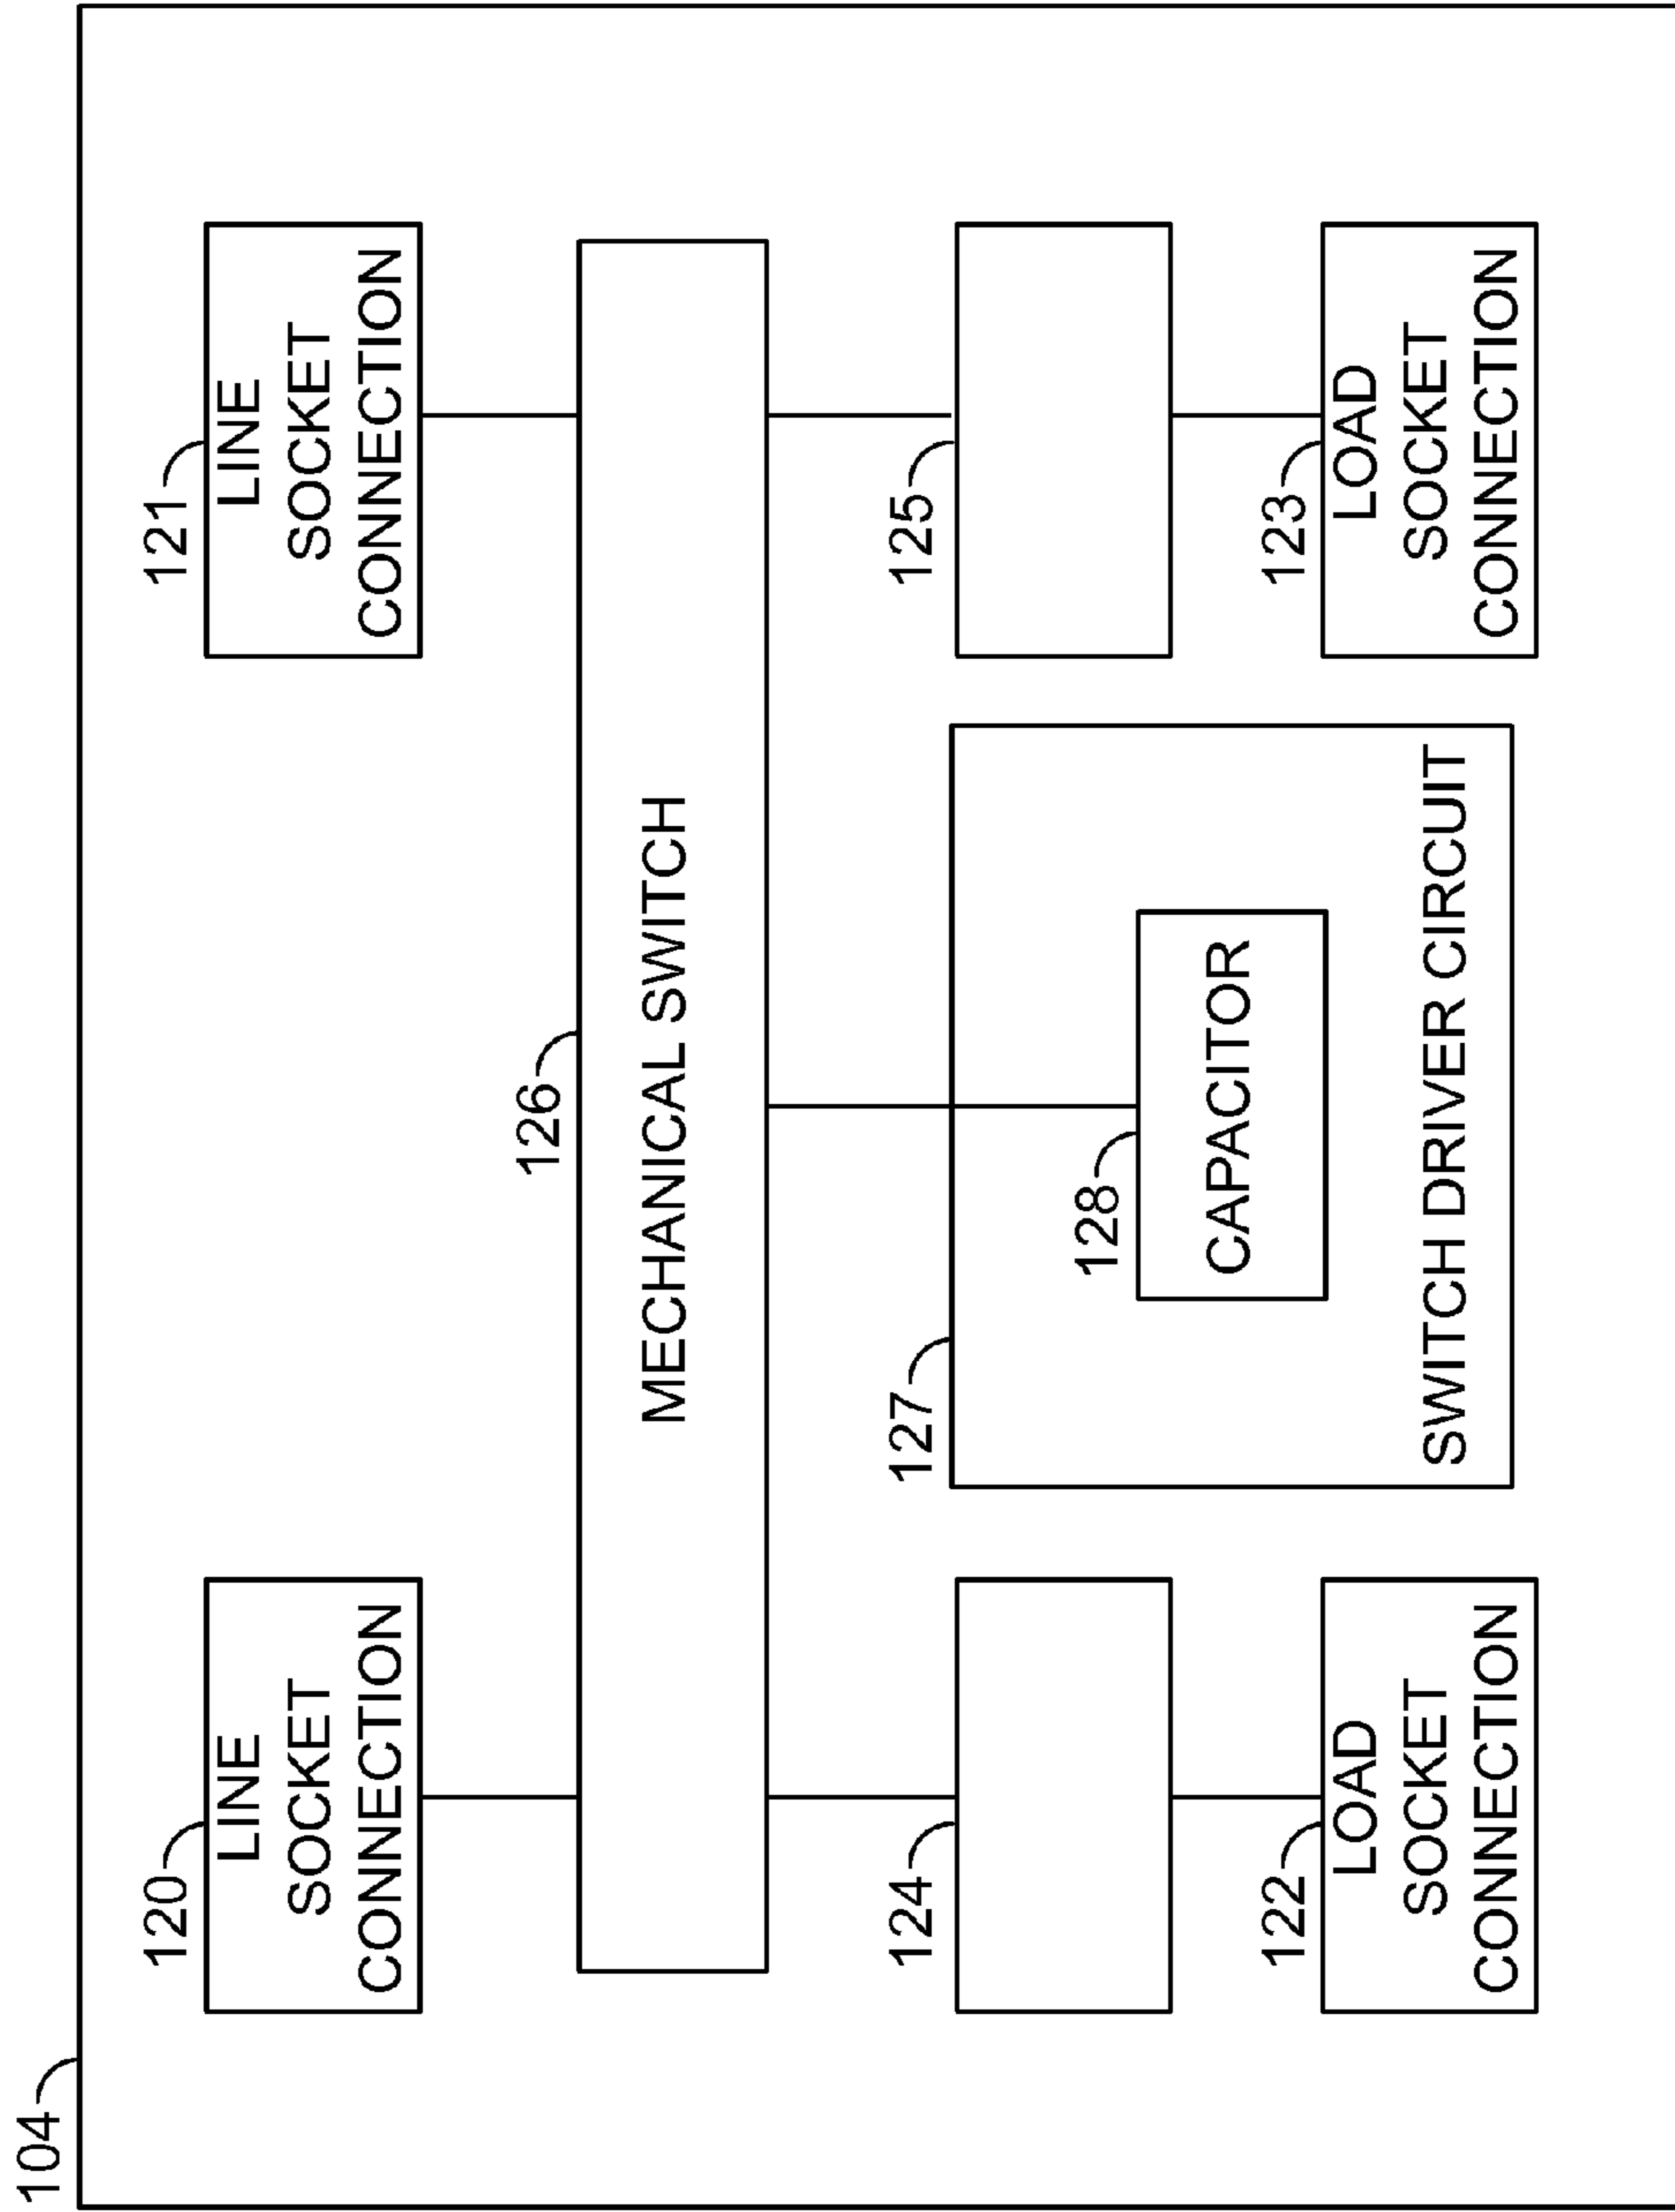 104
120
LINE
SOCKET
CONNECTION
121
LINE
SOCKET
CONNECTION
126
MECHANICAL SWITCH
124
127
125
128
CAPACITOR
SWITCH DRIVER CIRCUIT
122
LOAD
SOCKET
CONNECTION
123
LOAD
SOCKET
CONNECTION